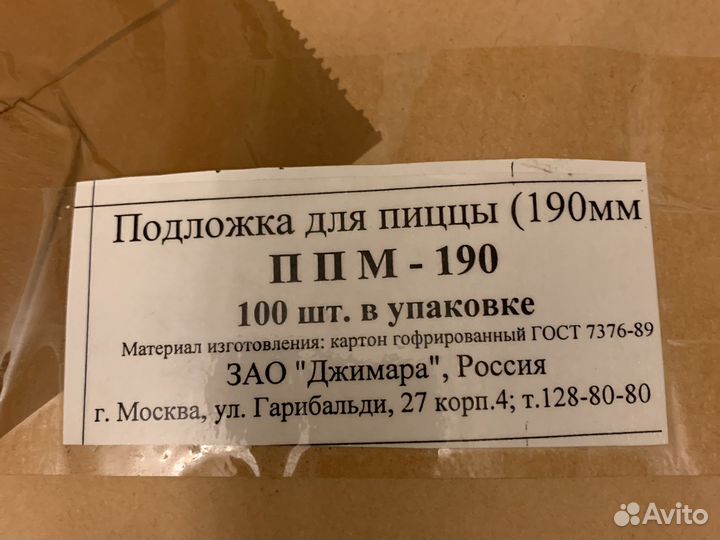 Подложка для пиццы (190мм
П П М - 190
100 шт. в упаковке
Материал изготовления: картон гофрированный ГОСТ 7376-89
ЗАО "Джимара", Россия
г. Москва, ул. Гарибальди, 27 корп.4; т.128-80-80
Avito